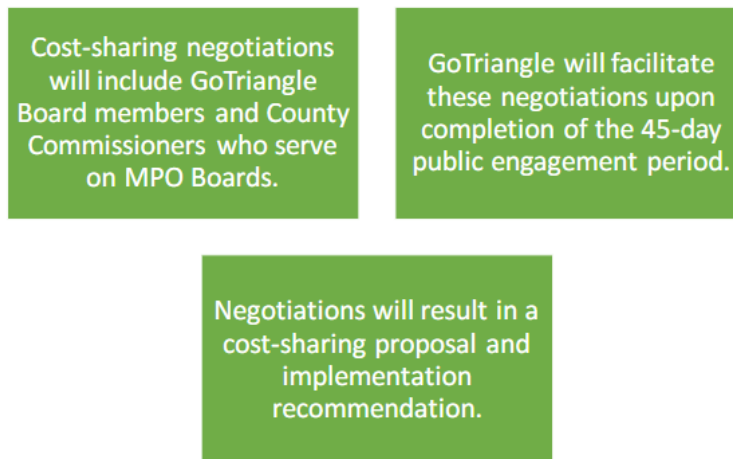 Cost-sharing negotiations
will include GoTriangle
Board members and County
Commissioners who serve
on MPO Boards.
GoTriangle will facilitate
these negotiations upon
completion of the 45-day
public engagement period.
Negotiations will result in a
cost-sharing proposal and
implementation
recommendation.